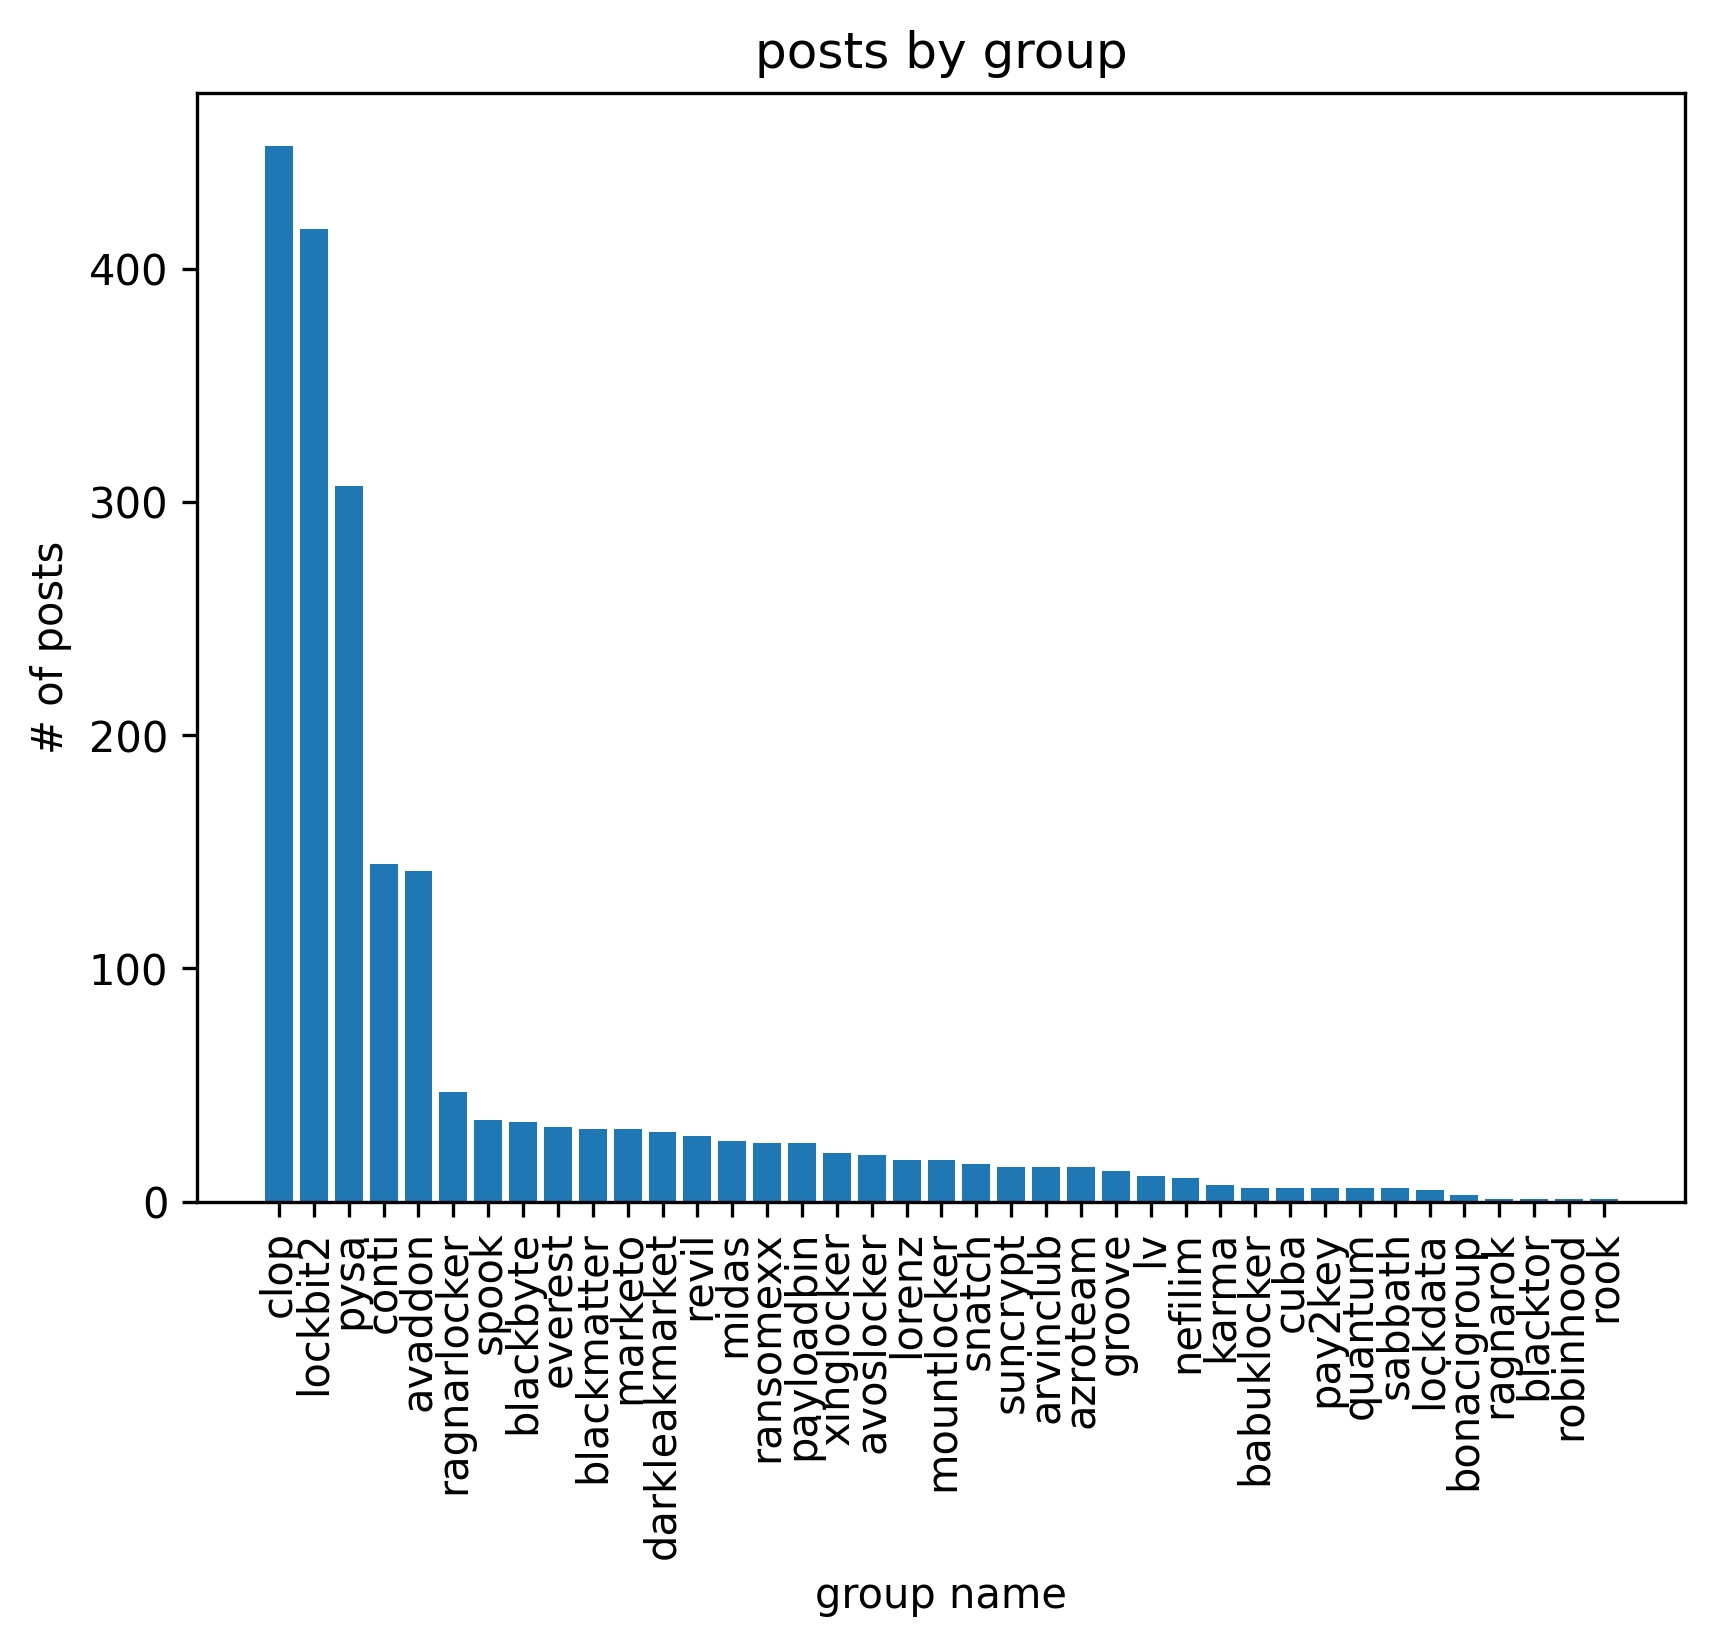 posts by group
# of posts
400
300
200
100
0
clop
lockbit2
pysa
conti
avaddon
ragnarlocker
spook
blackbyte
everest
blackmatter
marketo
darkleakmarket
revil
midas
ransomexx
payloadbin
xinglocker
avoslocker
lorenz
mountlocker
snatch
suncrypt
arvinclub
azroteam
groove
lv
nefilim
karma
babuklocker
cuba
pay2key
quantum
sabbath
lockdata
bonacigroup
ragnarok
blacktor
robinhood
rook
group name